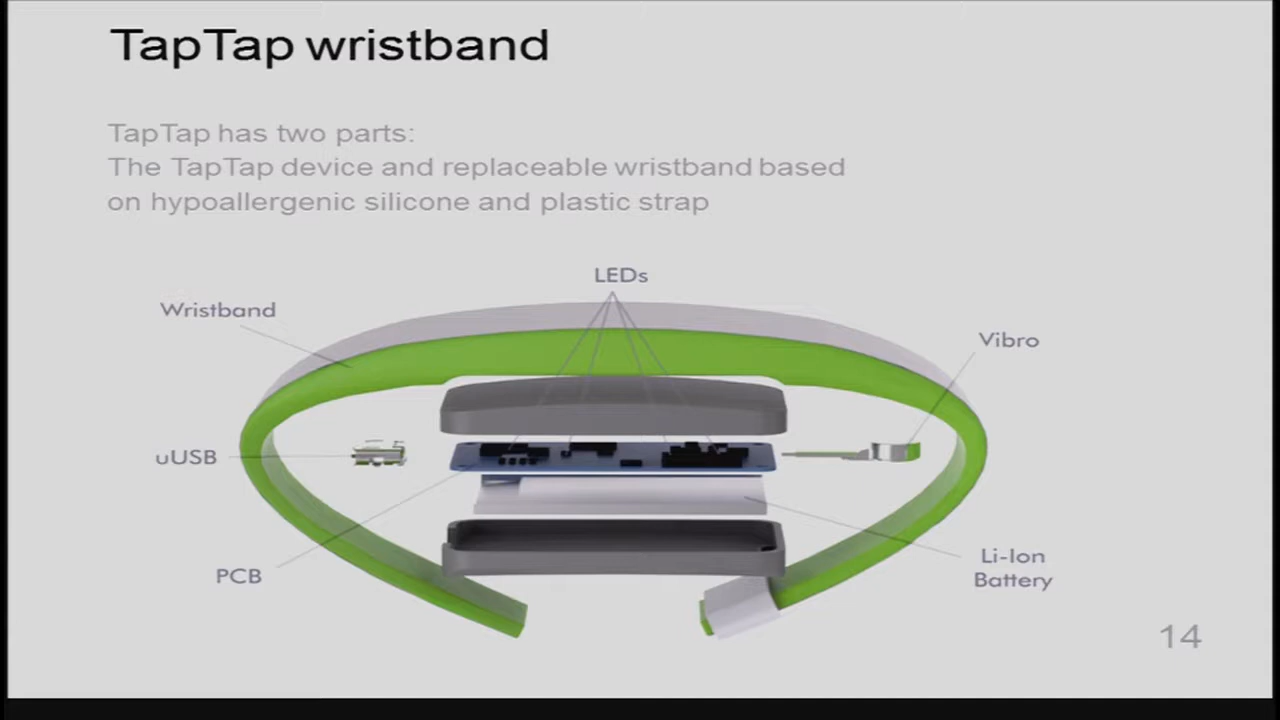 TapTap wristband
TapTap has two parts:
The TapTap device and replaceable wristband based
on hypoallergenic silicone and plastic strap
LEDs
Wristband
Vibro
uUSB
PCB
Li-Ion
Battery
14